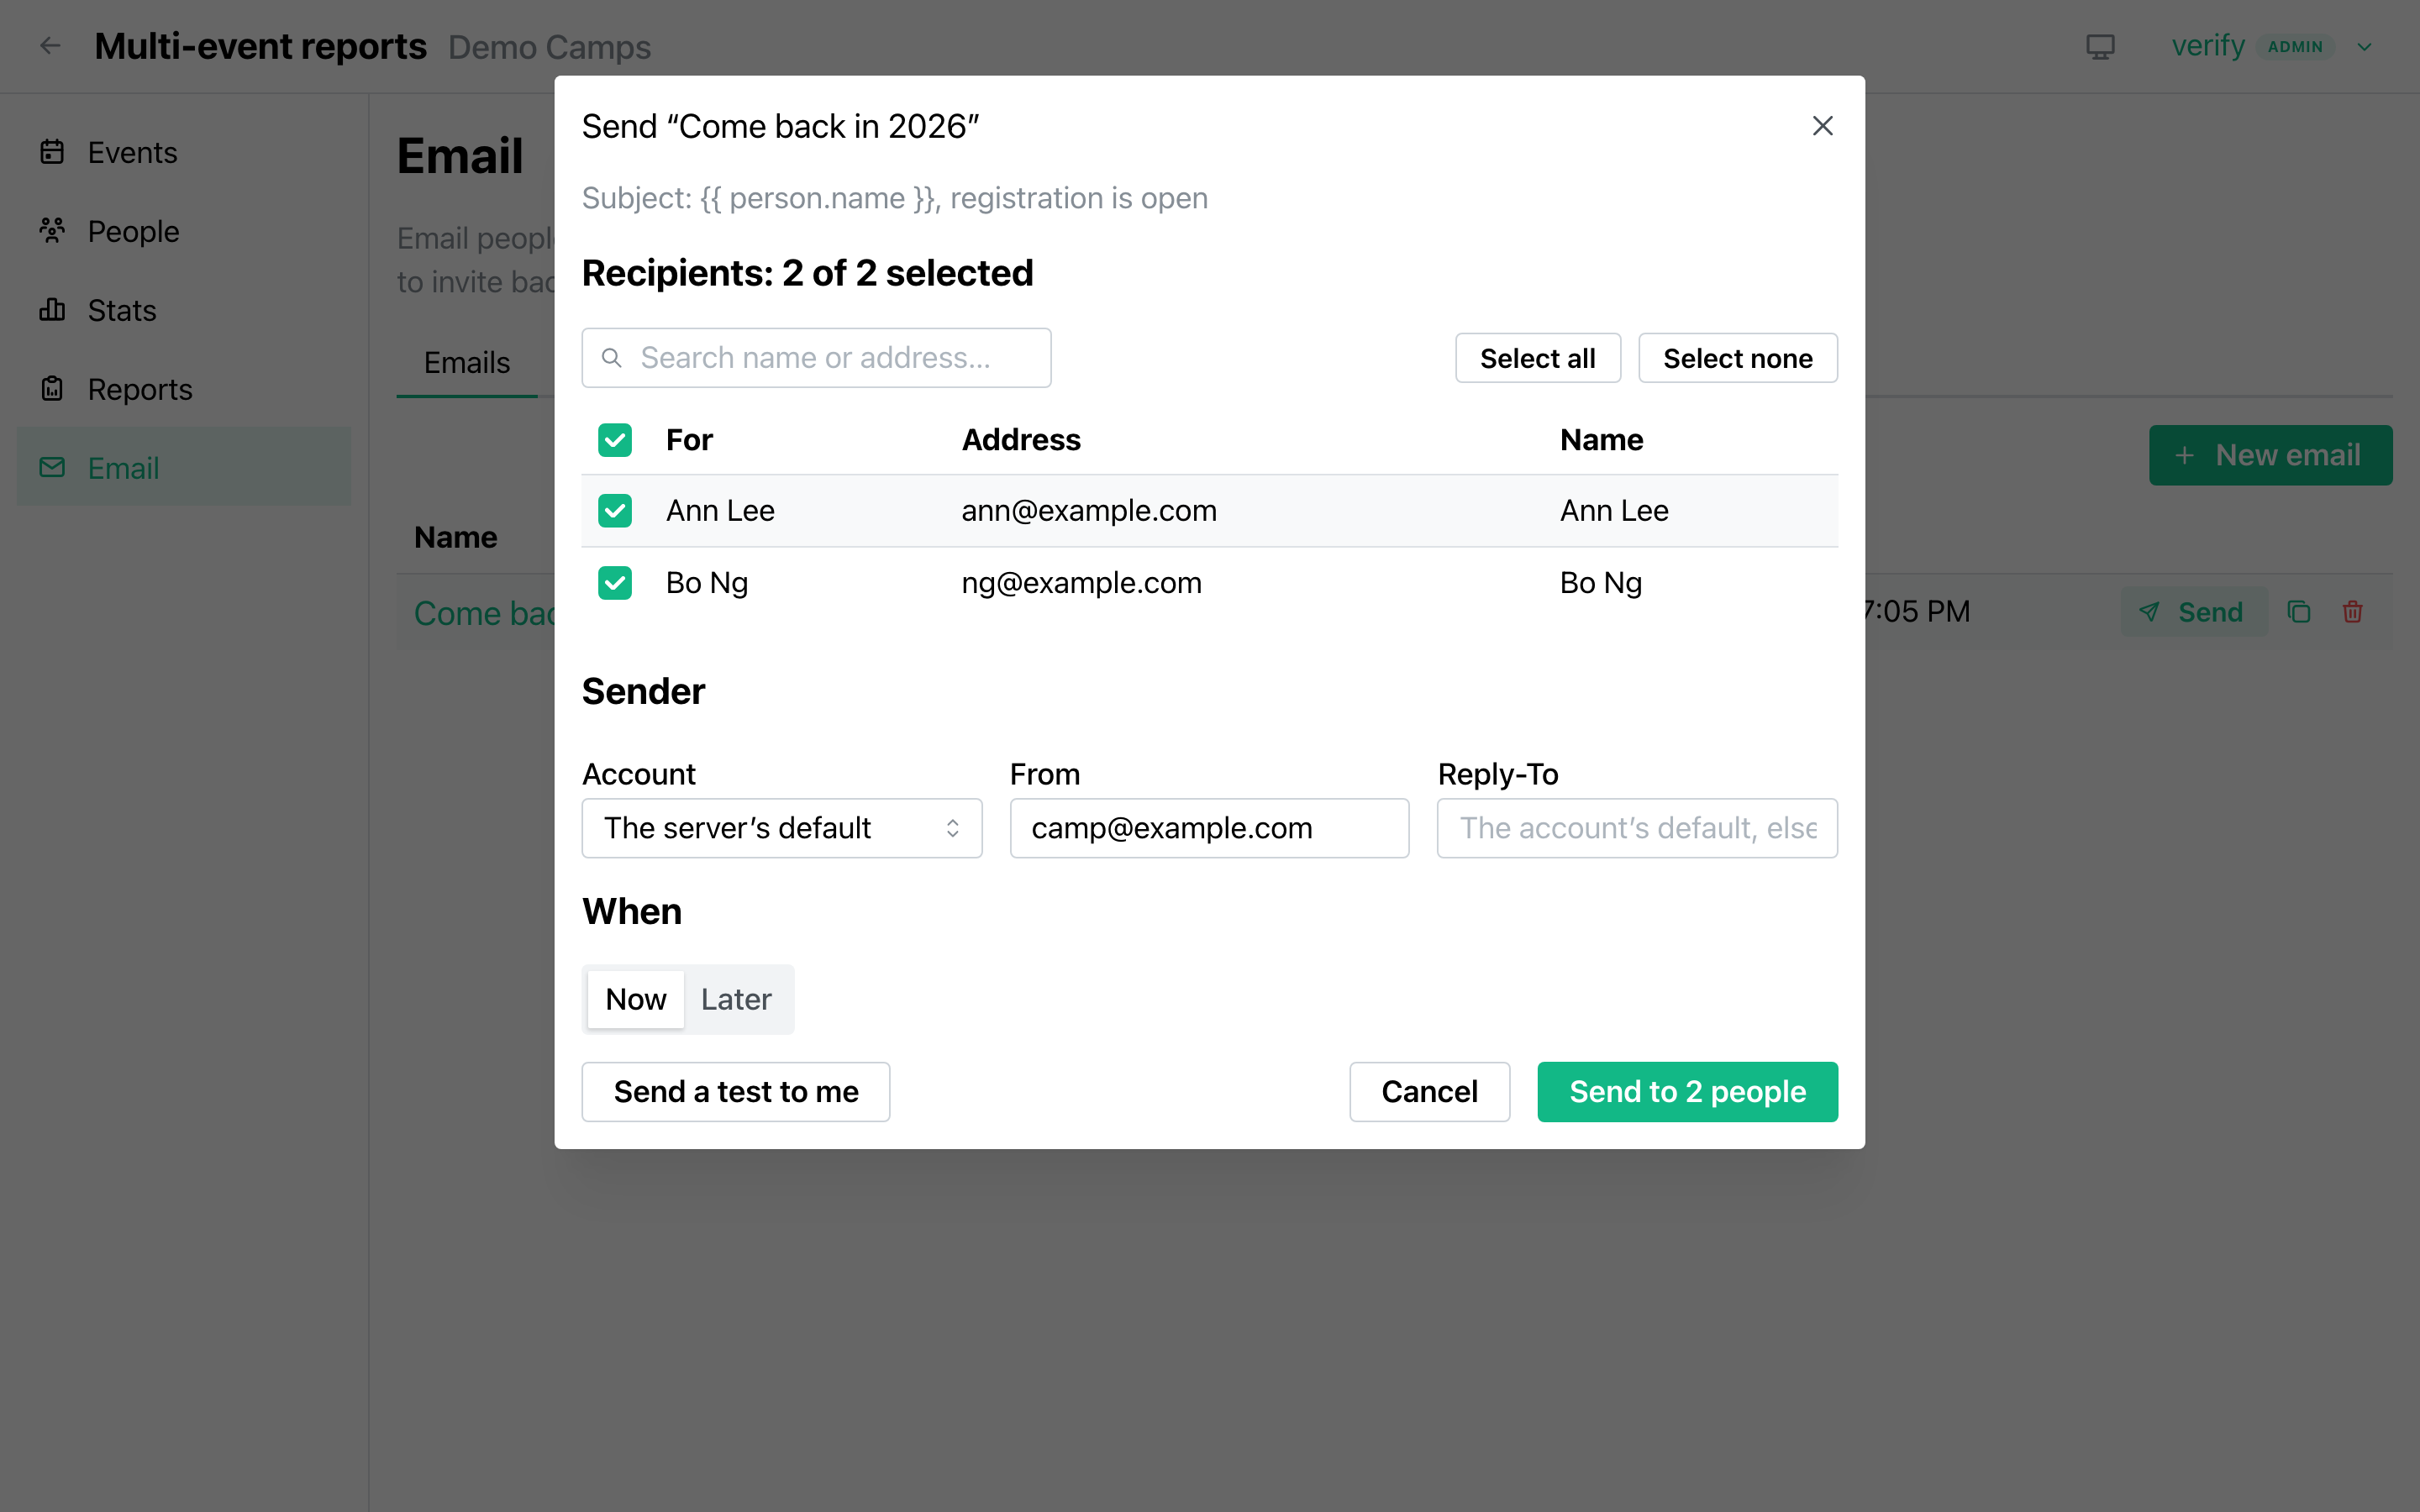 Multi-event reports Demo Camps
verify ADMIN
Events
People
Stats
Reports
Email
Email
Email
to invite
Emails
New email
Name
Come
7:05 PM
Send
Send “Come back in 2026”
Subject: {{ person.name }}, registration is open
Recipients: 2 of 2 selected
Search name or address...
Select all
Select none
For Address Name
Ann Lee ann@example.com Ann Lee
Bo Ng ng@example.com Bo Ng
Sender
Account From Reply-To
The server’s default camp@example.com The account’s default, else
When
Now Later
Send a test to me
Cancel
Send to 2 people